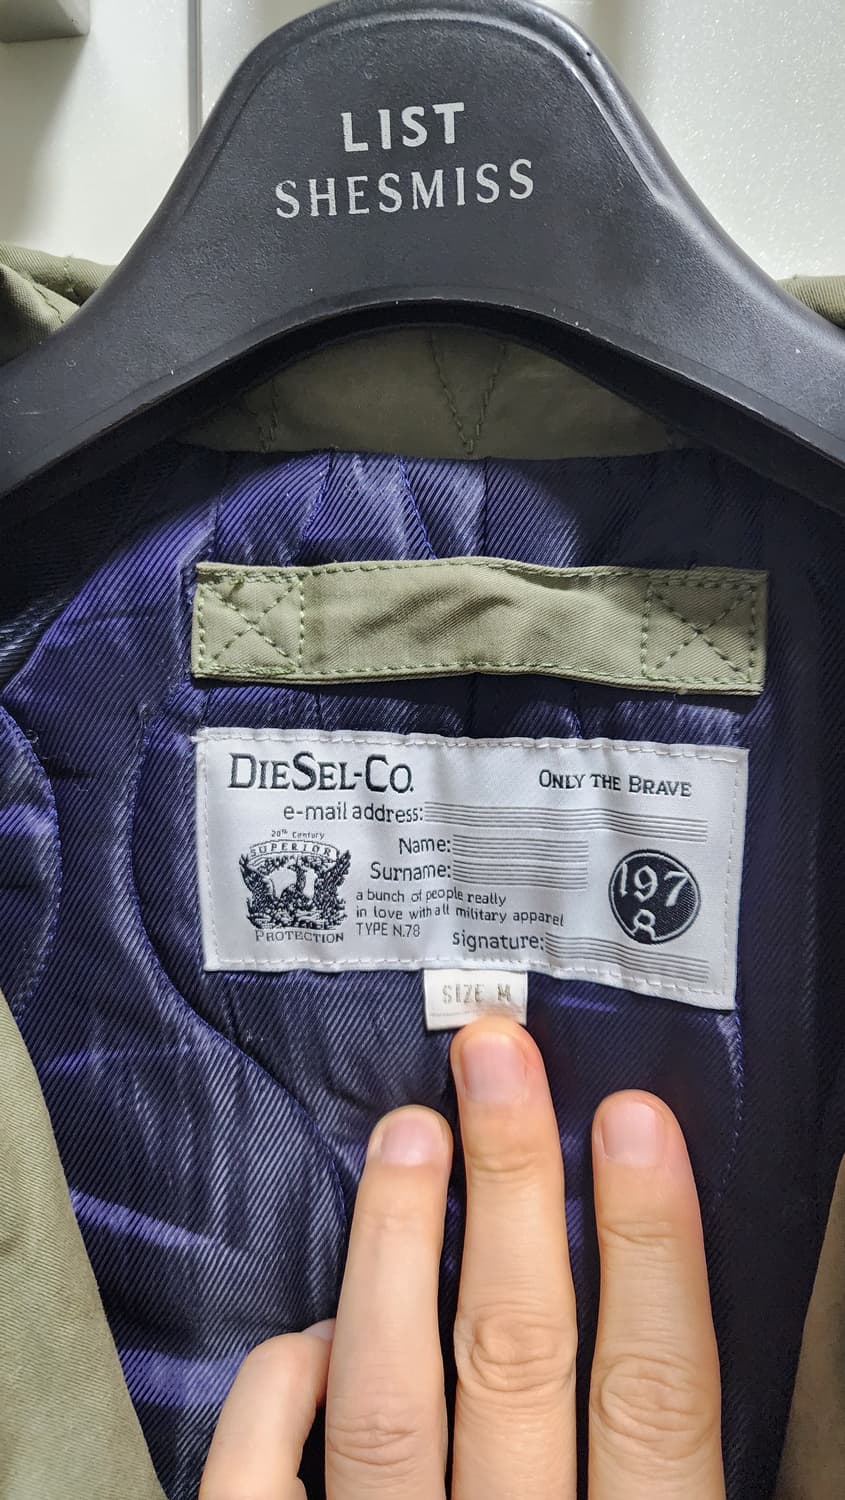 LIST
SHESMISS
DIESEL-CO.
ONLY THE BRAVE
e-mail address:
20th Century
SUPERIOR
PROTECTION
Name:
Surname:
a bunch of people really
in love with all military apparel
TYPE N.78
signature:
197
8
SIZE M